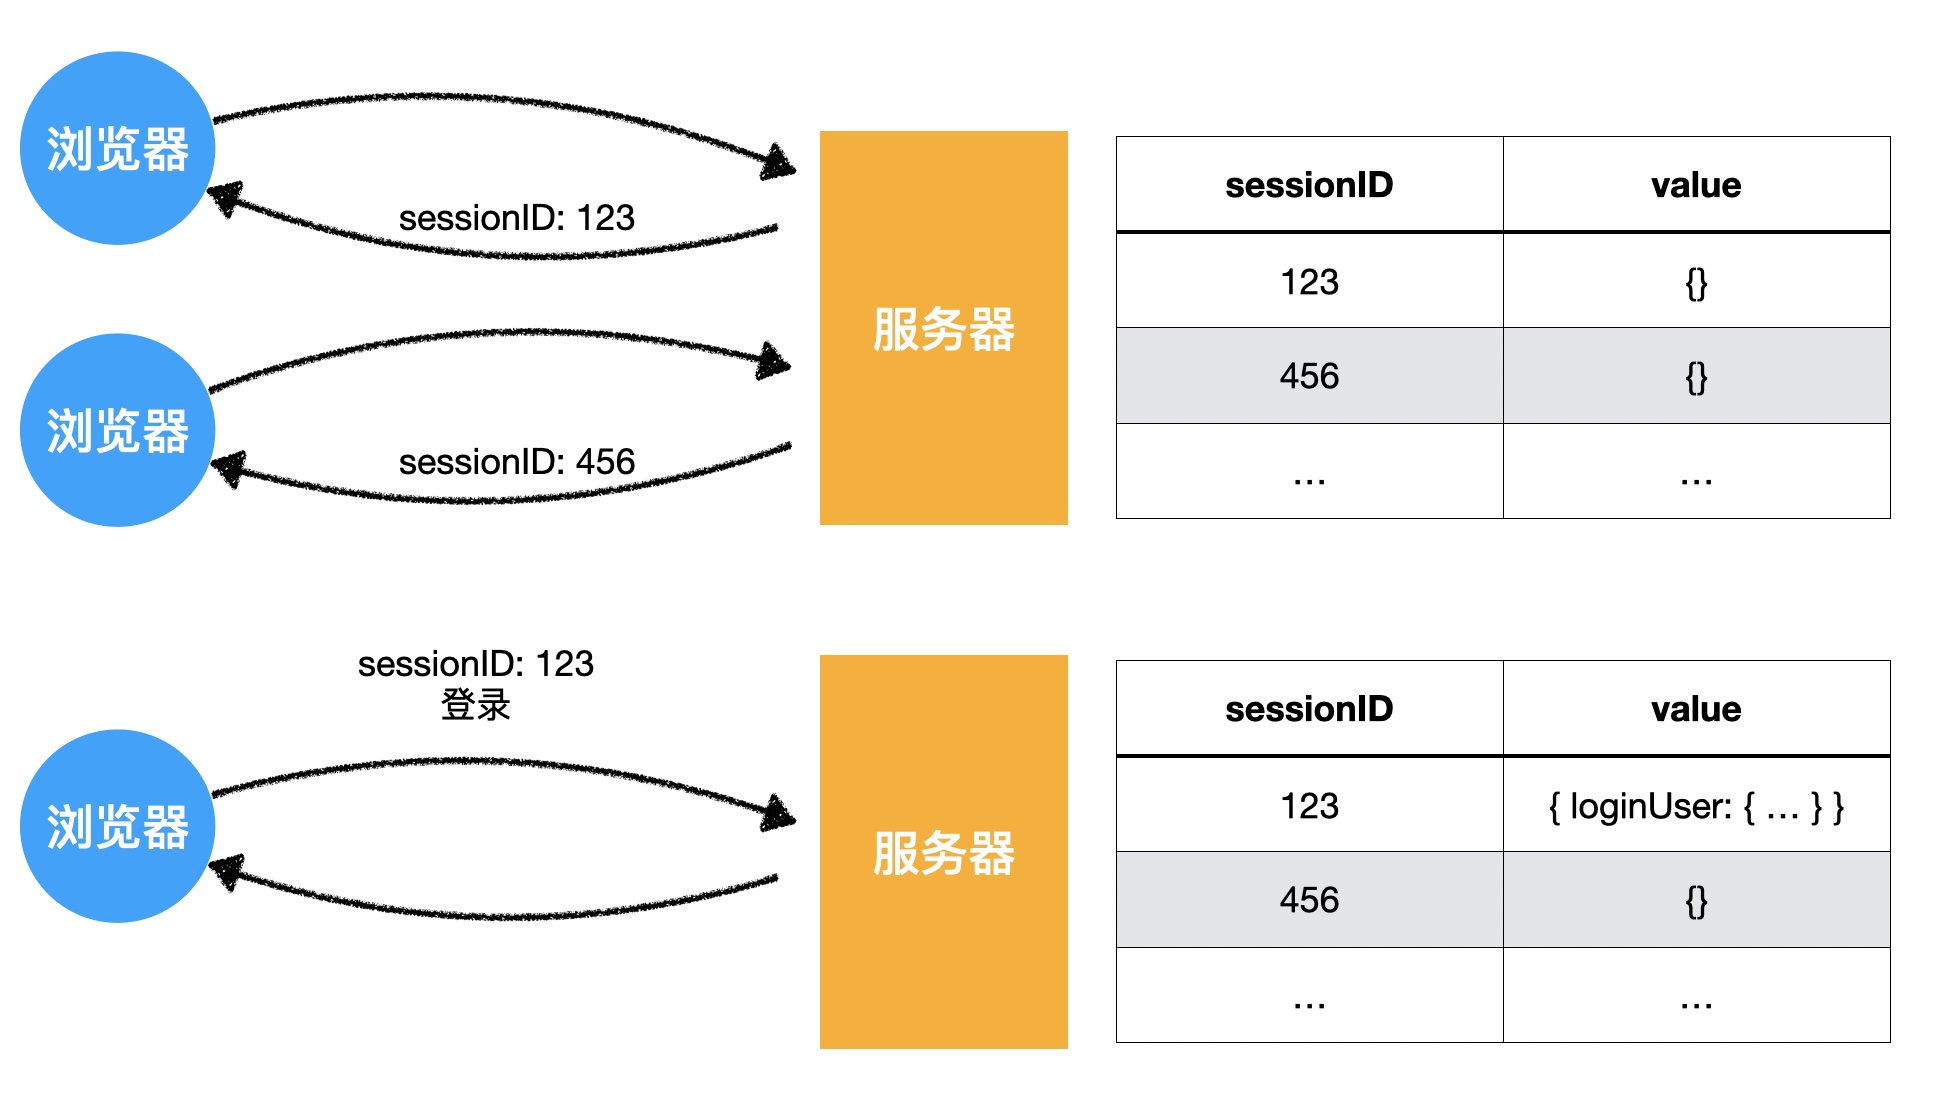 浏览器
sessionID: 123
浏览器
sessionID: 456
服务器
sessionID value
123 {}
456 {}
... ...
sessionID: 123
登录
浏览器
服务器
sessionID value
123 { loginUser: { ... } }
456 {}
... ...